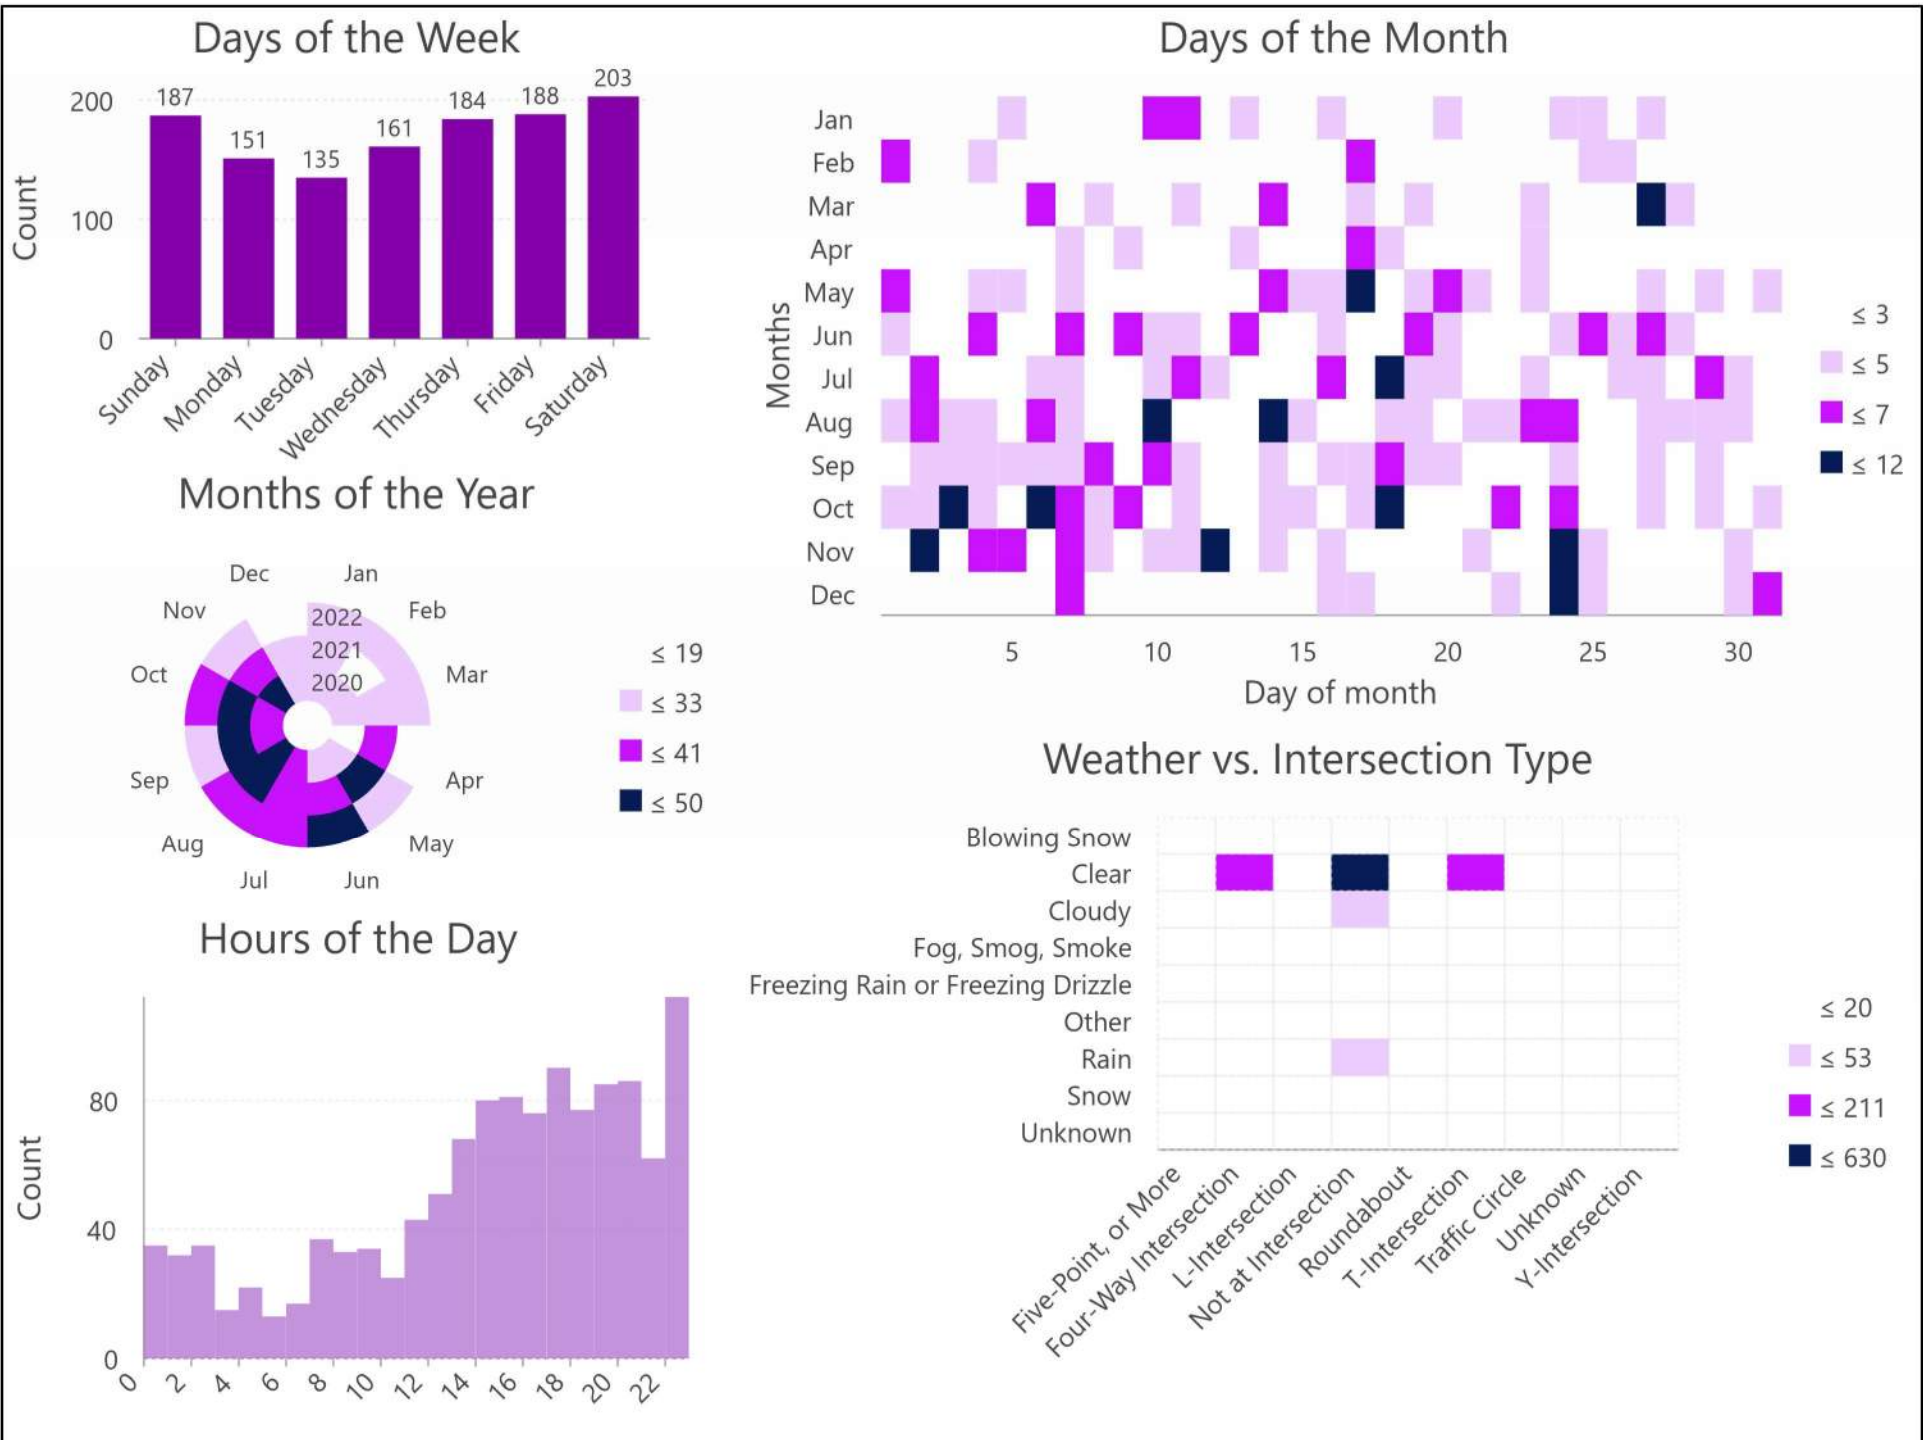 Days of the Week
Count
200
100
0
187
151
135
161
184
188
203
Sunday
Monday
Tuesday
Wednesday
Thursday
Friday
Saturday
Months of the Year
Dec
Jan
Nov
Feb
2022
2021
Oct
Mar
2020
Sep
Apr
Aug
May
Jul
Jun
≤ 19
≤ 33
≤ 41
≤ 50
Hours of the Day
Count
80
40
0
0
2
4
6
8
10
12
14
16
18
20
22
Days of the Month
Months
Jan
Feb
Mar
Apr
May
Jun
Jul
Aug
Sep
Oct
Nov
Dec
5
10
15
20
25
30
Day of month
≤ 3
≤ 5
≤ 7
≤ 12
Weather vs. Intersection Type
Blowing Snow
Clear
Cloudy
Fog, Smog, Smoke
Freezing Rain or Freezing Drizzle
Other
Rain
Snow
Unknown
Five-Point, or More
Four-Way Intersection
L-Intersection
Not at Intersection
Roundabout
T-Intersection
Traffic Circle
Unknown
Y-Intersection
≤ 20
≤ 53
≤ 211
≤ 630